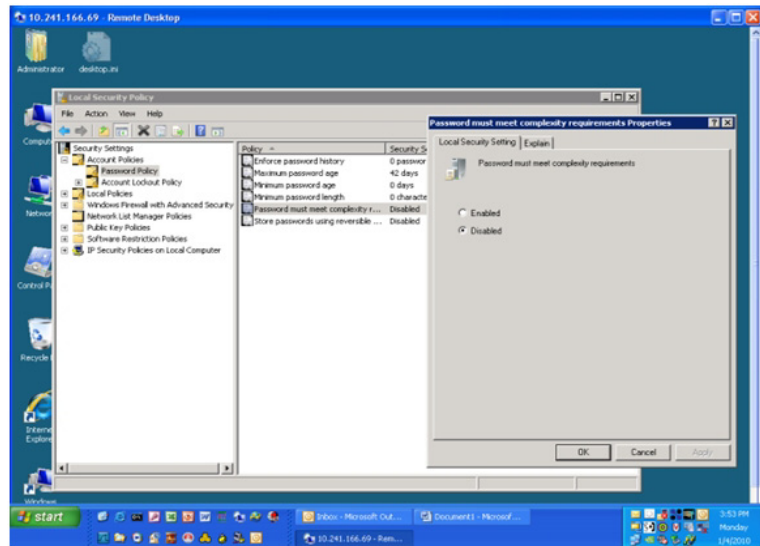 10.241.166.69 - Remote Desktop
Administrator
desktop.ini
Local Security Policy
File Action View Help
Security Settings
Account Policies
Password Policy
Account Lockout Policy
Local Policies
Windows Firewall with Advanced Security
Network List Manager Policies
Public Key Policies
Software Restriction Policies
IP Security Policies on Local Computer
Policy
Security S
Enforce password history 0 passwor
Maximum password age 42 days
Minimum password age 0 days
Minimum password length 0 characte
Password must meet complexity r... Disabled
Store passwords using reversible ... Disabled
Password must meet complexity requirements Properties
Local Security Setting
Explain
Password must meet complexity requirements
Enabled
Disabled
OK
Cancel
Apply
Comput
Networ
Control P
Recycle
Interne
Explore
Windows
start
Inbox - Microsoft Out...
Document1 - Microsof...
10.241.166.69 - Rem...
3:53 PM
Monday
1/4/2010